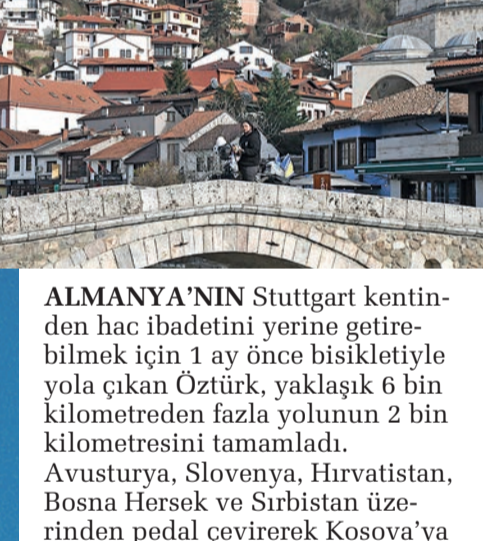 ALMANYA’NIN Stuttgart kentin-
den hac ibadetini yerine getire-
bilmek için 1 ay önce bisikletiyle
yola çıkan Öztürk, yaklaşık 6 bin
kilometreden fazla yolunun 2 bin
kilometresini tamamladı.
Avusturya, Slovenya, Hırvatistan,
Bosna Hersek ve Sırbistan üze-
rinden pedal çevirerek Kosova’ya